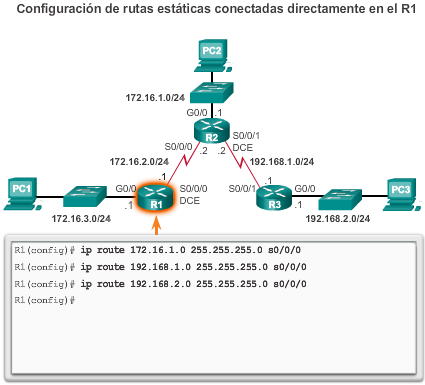 Configuración de rutas estáticas conectadas directamente en el R1
PC2
172.16.1.0/24
.1
G0/0
R2
S0/0/0
S0/0/1
DCE
.2
.2
172.16.2.0/24
192.168.1.0/24
.1
S0/0/0
DCE
S0/0/1
.1
PC1
G0/0
R1
.1
172.16.3.0/24
R3
G0/0
.1
192.168.2.0/24
PC3
R1(config)# ip route 172.16.1.0 255.255.255.0 s0/0/0
R1(config)# ip route 192.168.1.0 255.255.255.0 s0/0/0
R1(config)# ip route 192.168.2.0 255.255.255.0 s0/0/0
R1(config)#